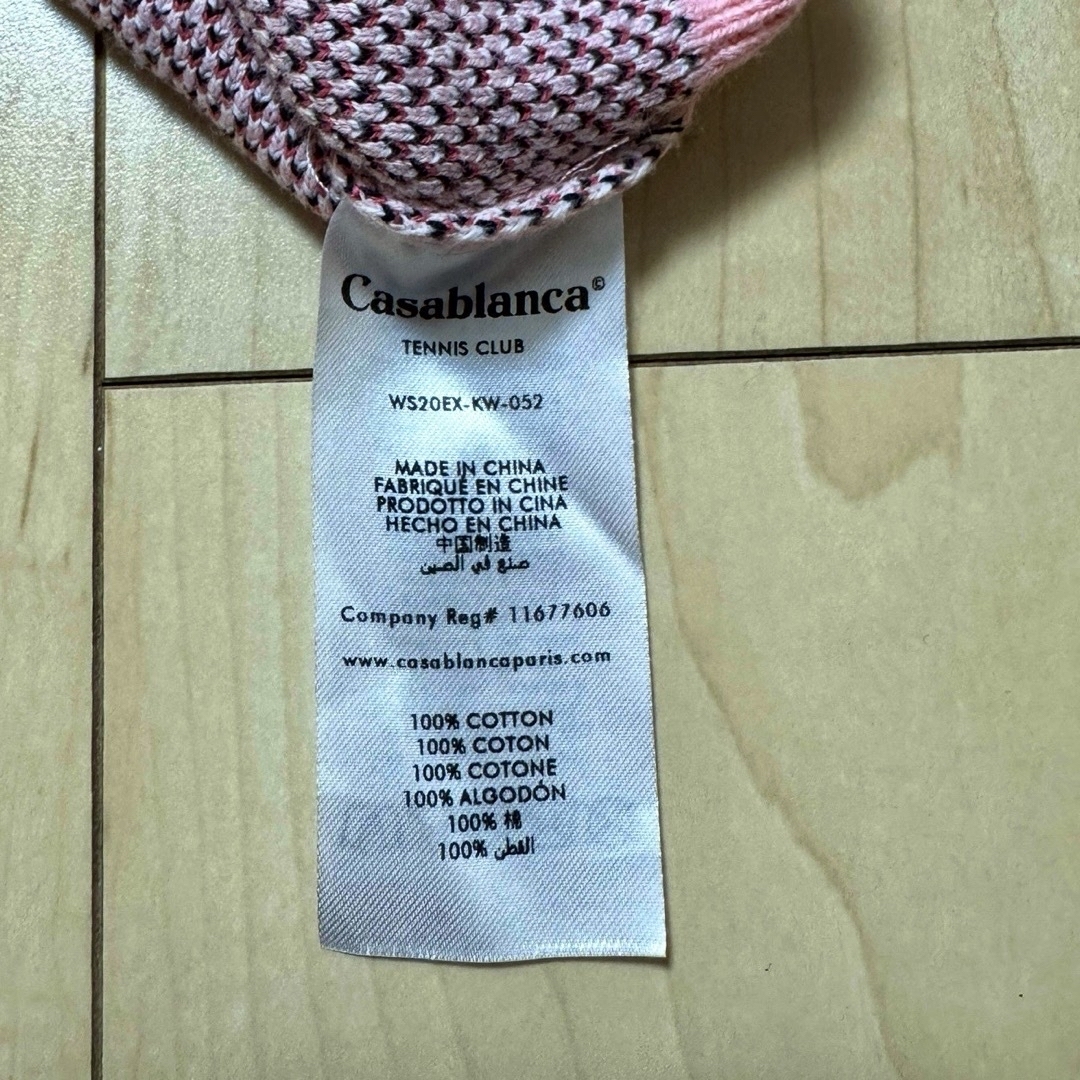 Casablanca©
TENNIS CLUB
WS20EX-KW-052
MADE IN CHINA
FABRIQUÉ EN CHINE
PRODOTTO IN CINA
HECHO EN CHINA
中国制造
صنع في الصين
Company Reg# 11677606
www.casablancaparis.com
100% COTTON
100% COTON
100% COTONE
100% ALGODÓN
100% 棉
100% القطن